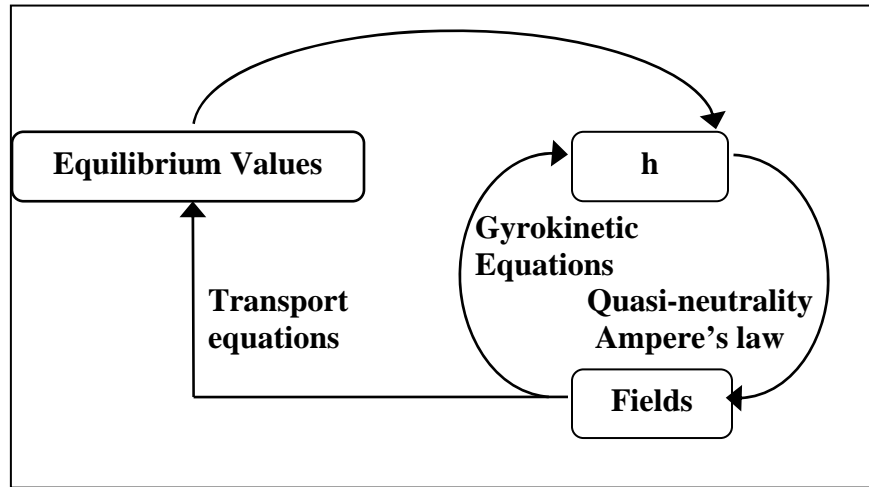 Equilibrium Values
h
Gyrokinetic
Equations
Transport
equations
Quasi-neutrality
Ampere's law
Fields